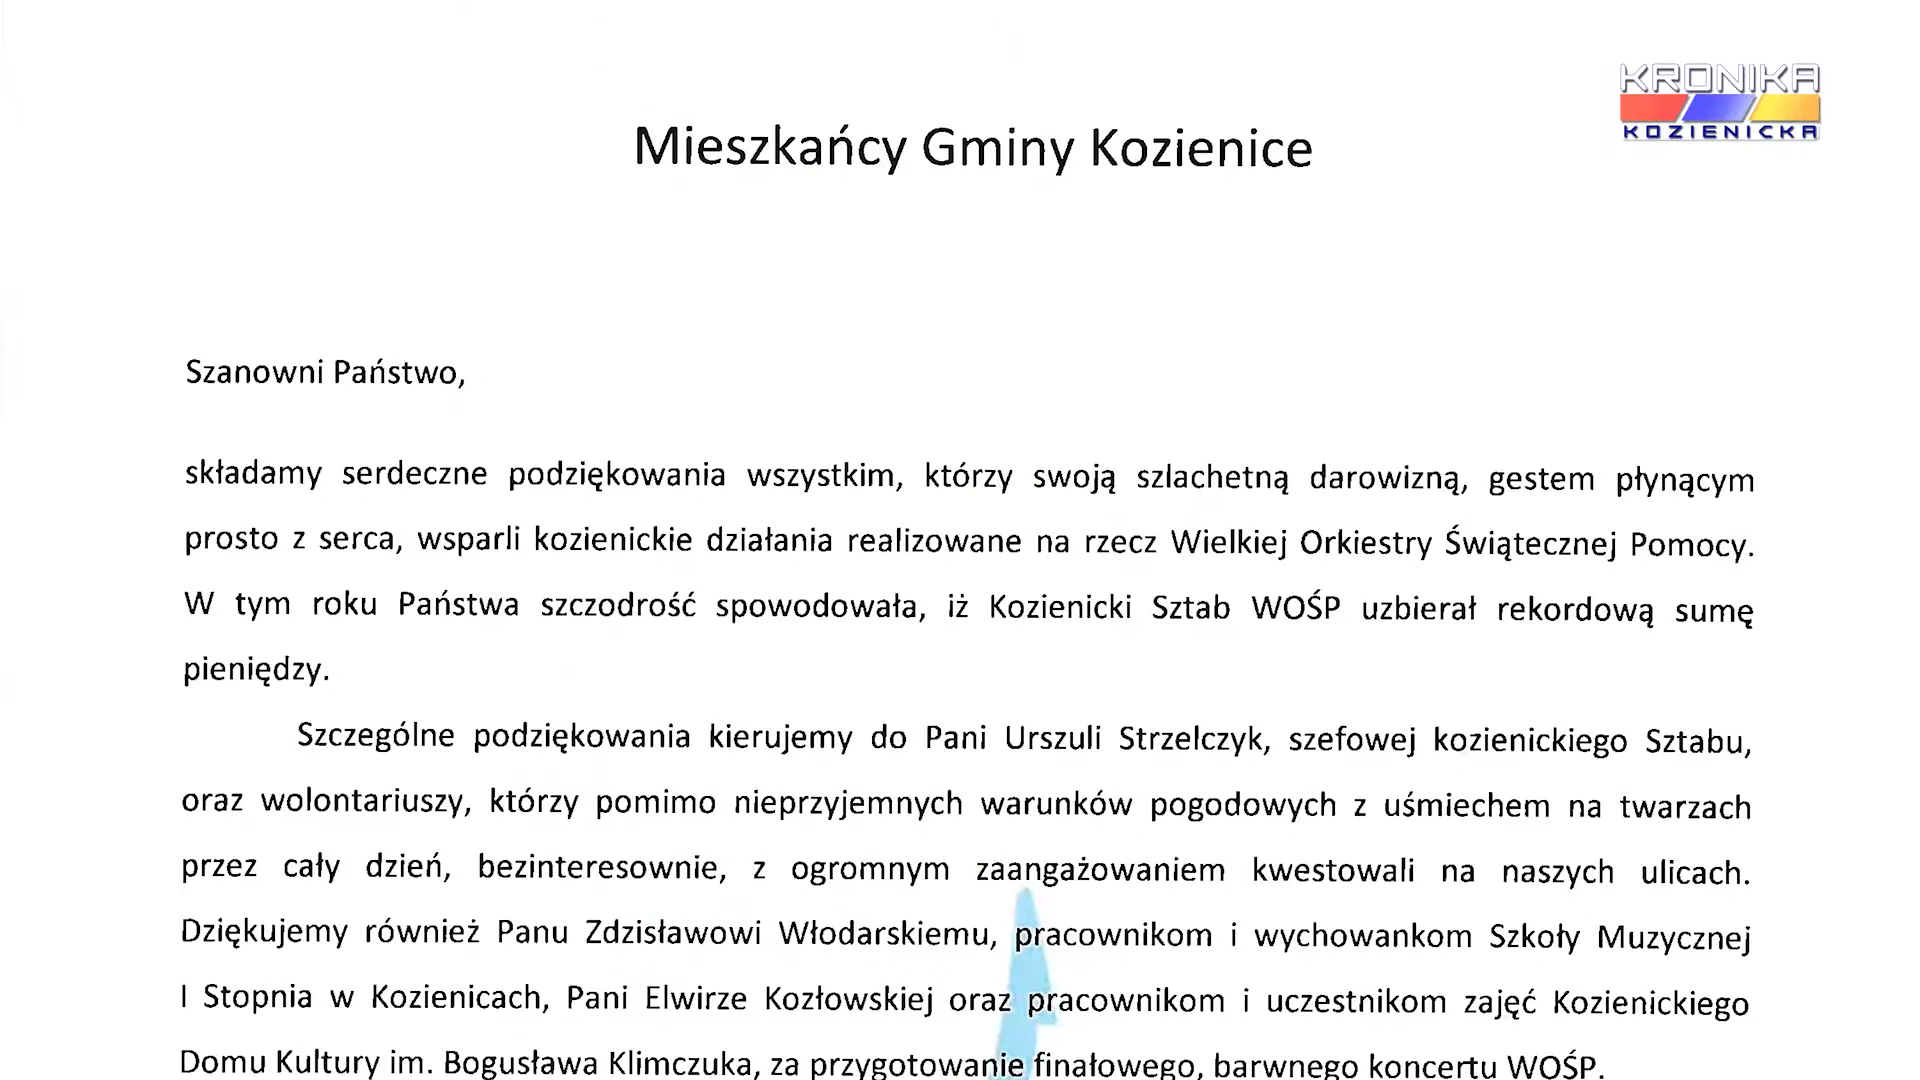 KRONIKA
KOZIENICKA
Mieszkańcy Gminy Kozienice
Szanowni Państwo,
składamy serdeczne podziękowania wszystkim, którzy swoją szlachetną darowizną, gestem płynącym
prosto z serca, wsparli kozienickie działania realizowane na rzecz Wielkiej Orkiestry Świątecznej Pomocy.
W tym roku Państwa szczodrość spowodowała, iż Kozienicki Sztab WOŚP uzbierał rekordową sumę
pieniędzy.
Szczególne podziękowania kierujemy do Pani Urszuli Strzelczyk, szefowej kozienickiego Sztabu,
oraz wolontariuszy, którzy pomimo nieprzyjemnych warunków pogodowych z uśmiechem na twarzach
przez cały dzień, bezinteresownie, z ogromnym zaangażowaniem kwestowali na naszych ulicach.
Dziękujemy również Panu Zdzisławowi Włodarskiemu, pracownikom i wychowankom Szkoły Muzycznej
I Stopnia w Kozienicach, Pani Elwirze Kozłowskiej oraz pracownikom i uczestnikom zajęć Kozienickiego
Domu Kultury im. Bogusława Klimczuka, za przygotowanie finałowego, barwnego koncertu WOŚP.